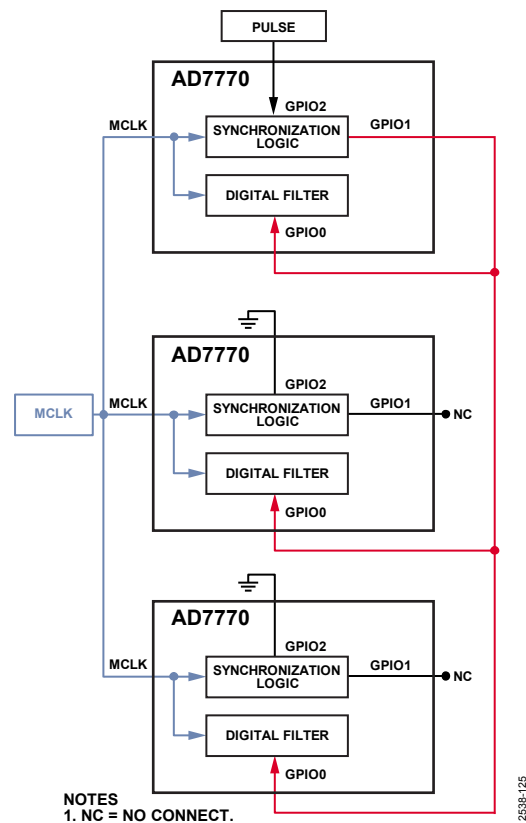 PULSE
AD7770
GPIO2
MCLK
SYNCHRONIZATION
LOGIC
GPIO1
DIGITAL FILTER
GPIO0
AD7770
GPIO2
MCLK
MCLK
SYNCHRONIZATION
LOGIC
GPIO1
NC
DIGITAL FILTER
GPIO0
AD7770
GPIO2
MCLK
SYNCHRONIZATION
LOGIC
GPIO1
NC
DIGITAL FILTER
GPIO0
NOTES
1. NC = NO CONNECT.
2538-125